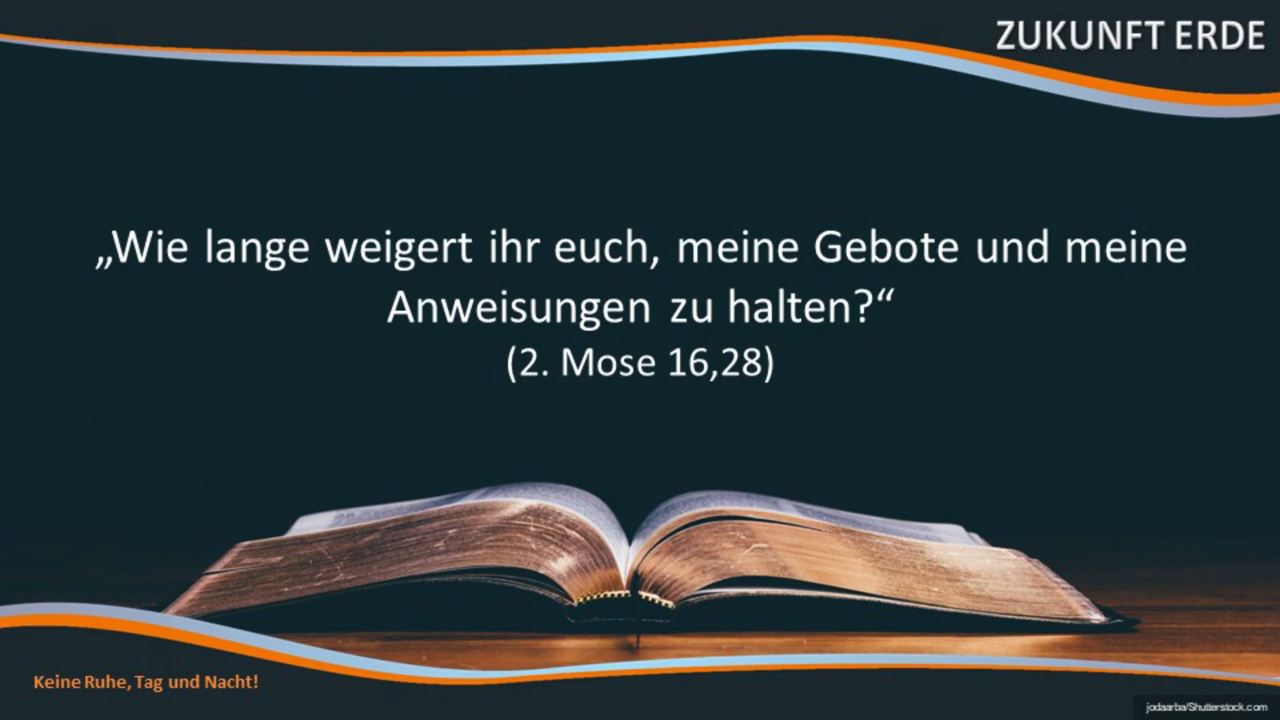 ZUKUNFT ERDE
„Wie lange weigert ihr euch, meine Gebote und meine
Anweisungen zu halten?“
(2. Mose 16,28)
Keine Ruhe, Tag und Nacht!
jodaarba/Shutterstock.com